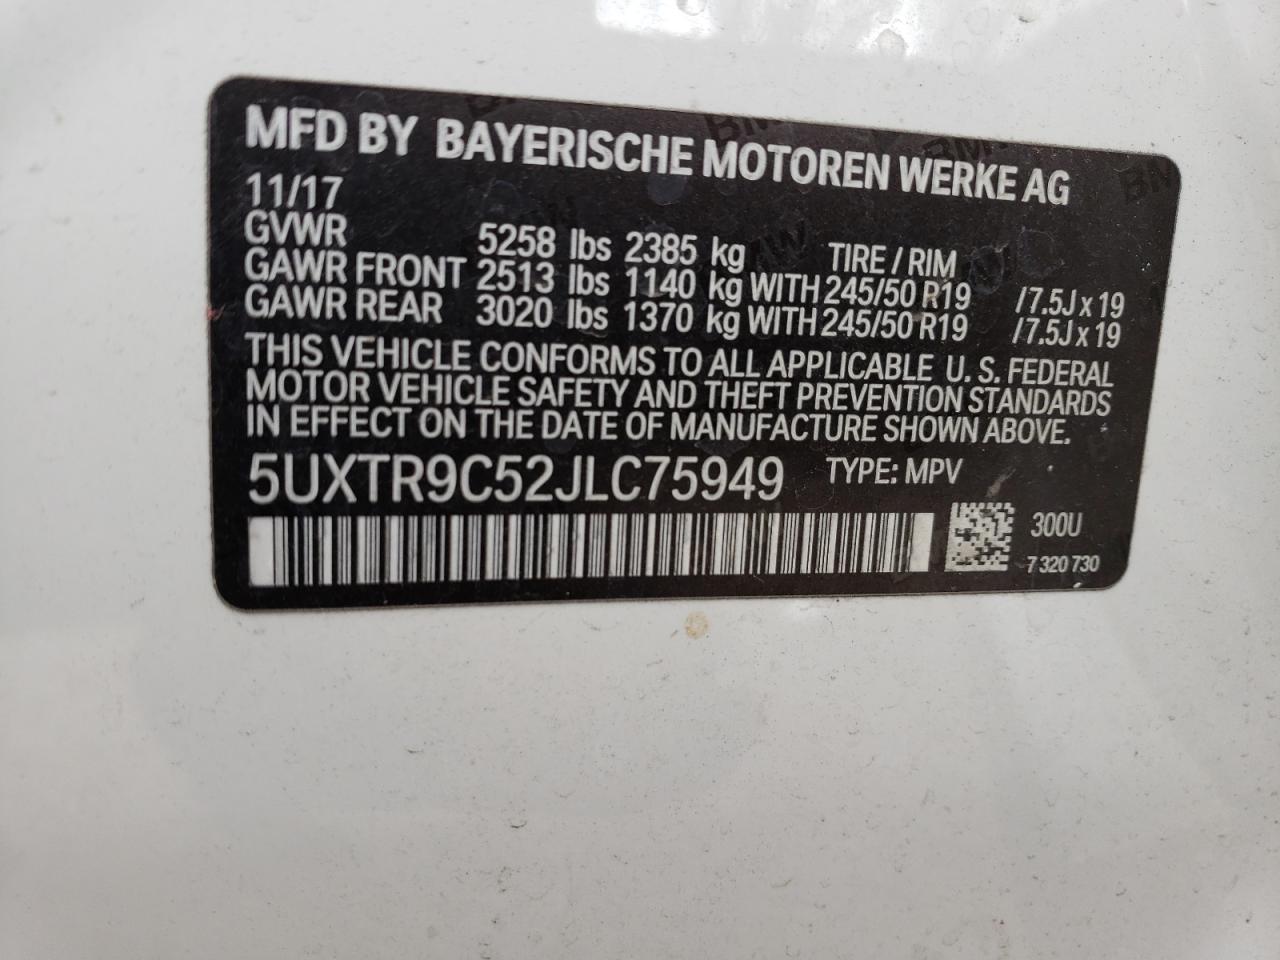 MFD BY BAYERISCHE MOTOREN WERKE AG
11/17
GVWR 5258 lbs 2385 kg TIRE / RIM
GAWR FRONT 2513 lbs 1140 kg WITH 245/50 R19 /7.5J x 19
GAWR REAR 3020 lbs 1370 kg WITH 245/50 R19 /7.5J x 19
THIS VEHICLE CONFORMS TO ALL APPLICABLE U. S. FEDERAL
MOTOR VEHICLE SAFETY AND THEFT PREVENTION STANDARDS
IN EFFECT ON THE DATE OF MANUFACTURE SHOWN ABOVE.
5UXTR9C52JLC75949 TYPE: MPV
300U
7 320 730